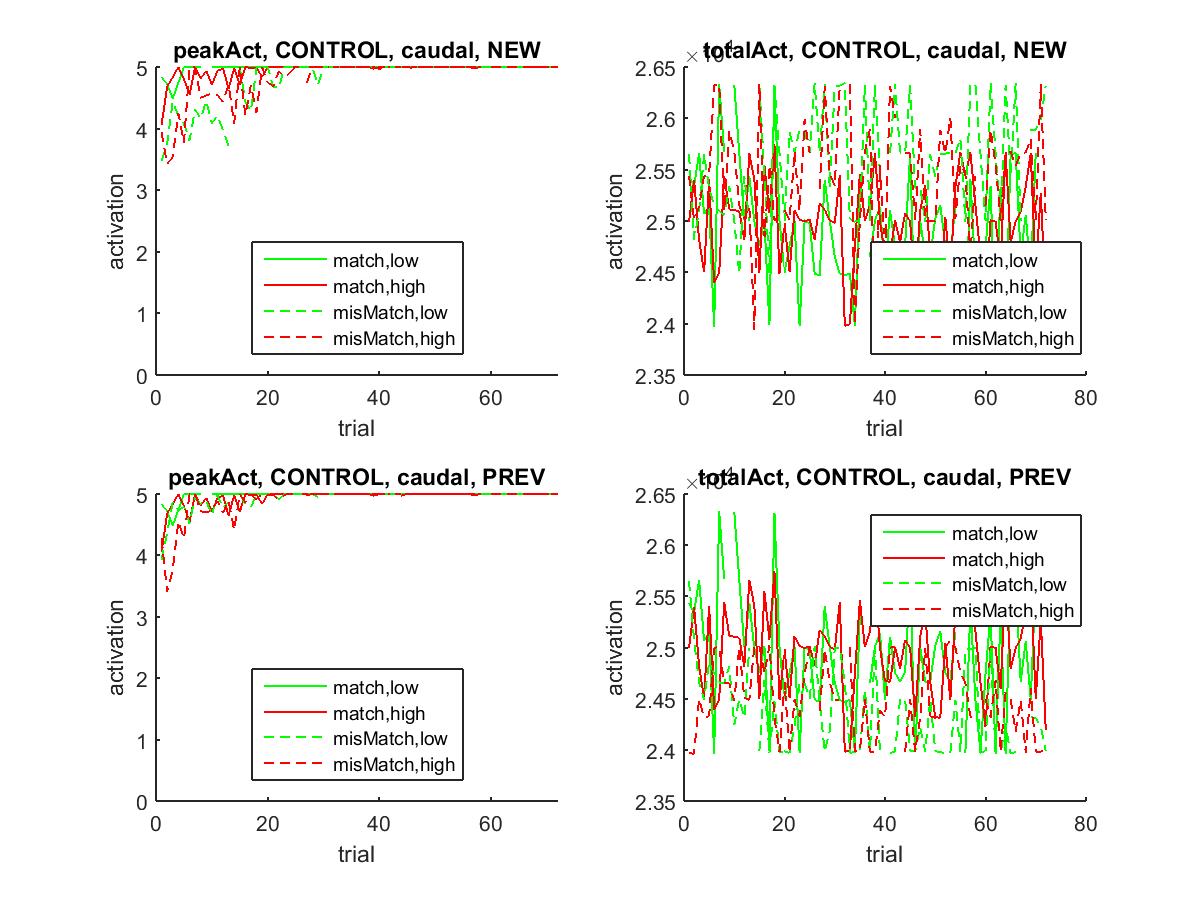 peakAct, CONTROL, caudal, NEW
5
4
3
2
1
0
activation
match,low
match,high
misMatch,low
misMatch,high
0 20 40 60
trial
totalAct, CONTROL, caudal, NEW
2.65
2.6
2.55
2.5
2.45
2.4
2.35
activation
match,low
match,high
misMatch,low
misMatch,high
0 20 40 60 80
trial
peakAct, CONTROL, caudal, PREV
5
4
3
2
1
0
activation
match,low
match,high
misMatch,low
misMatch,high
0 20 40 60
trial
totalAct, CONTROL, caudal, PREV
2.65
2.6
2.55
2.5
2.45
2.4
2.35
activation
match,low
match,high
misMatch,low
misMatch,high
0 20 40 60 80
trial